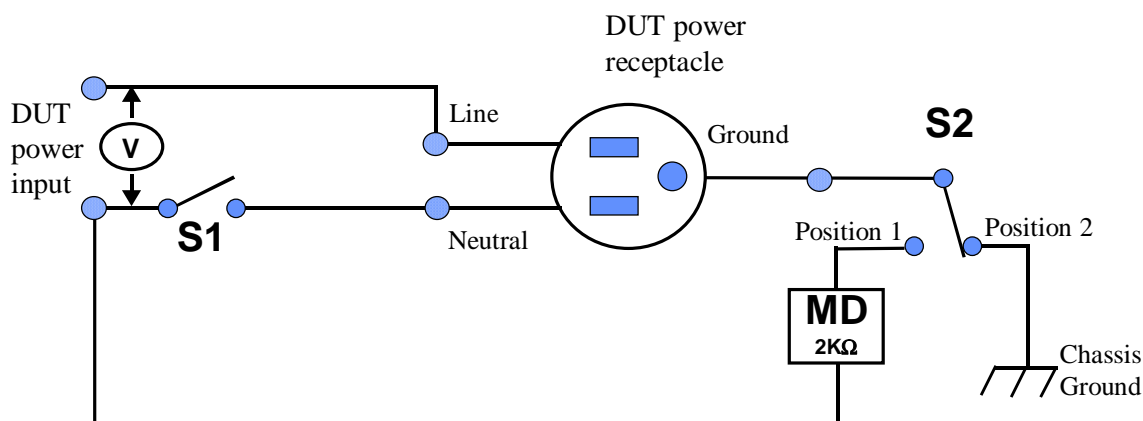 DUT power
receptacle
DUT
power
input
V
Line
Ground
S2
S1
Neutral
Position 1
Position 2
MD
2KΩ
Chassis
Ground